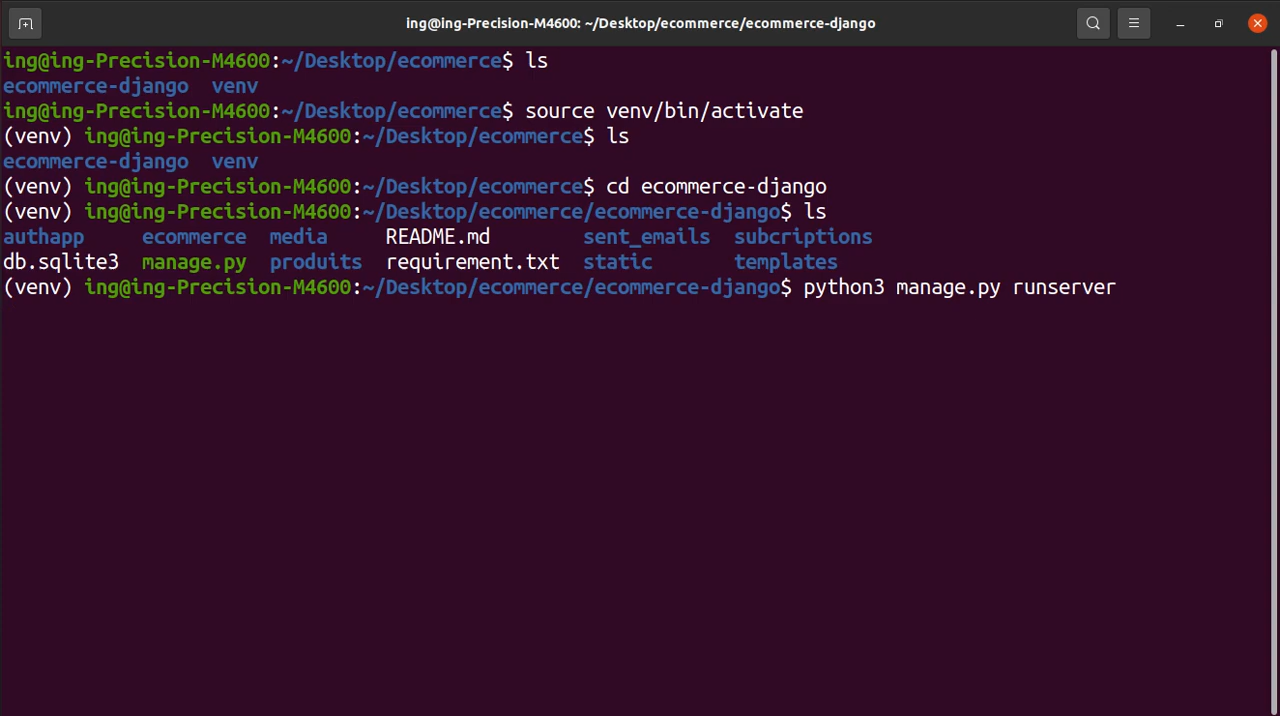 ing@ing-Precision-M4600: ~/Desktop/ecommerce/ecommerce-django
ing@ing-Precision-M4600:~/Desktop/ecommerce$ ls
ecommerce-django  venv
ing@ing-Precision-M4600:~/Desktop/ecommerce$ source venv/bin/activate
(venv) ing@ing-Precision-M4600:~/Desktop/ecommerce$ ls
ecommerce-django  venv
(venv) ing@ing-Precision-M4600:~/Desktop/ecommerce$ cd ecommerce-django
(venv) ing@ing-Precision-M4600:~/Desktop/ecommerce/ecommerce-django$ ls
authapp     ecommerce  media     README.md        sent_emails  subcriptions
db.sqlite3  manage.py  produits  requirement.txt  static       templates
(venv) ing@ing-Precision-M4600:~/Desktop/ecommerce/ecommerce-django$ python3 manage.py runserver